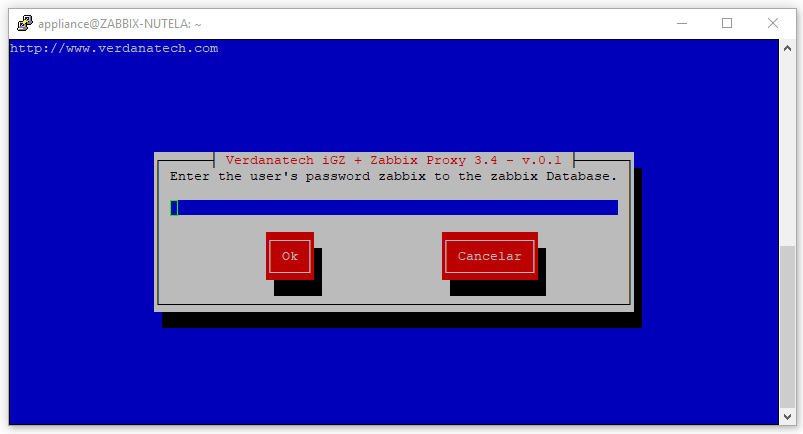 appliance@ZABBIX-NUTELA: ~
http://www.verdanatech.com
Verdanatech iGZ + Zabbix Proxy 3.4 - v.0.1
Enter the user's password zabbix to the zabbix Database.
Ok
Cancelar